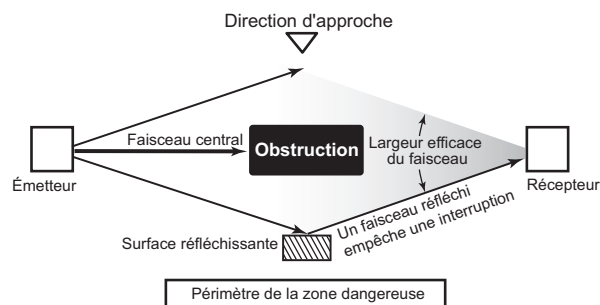 Direction d'approche
Faisceau central
Obstruction
Largeur efficace
du faisceau
Émetteur
Récepteur
Un faisceau réfléchi
empêche une interruption
Surface réfléchissante
Périmètre de la zone dangereuse